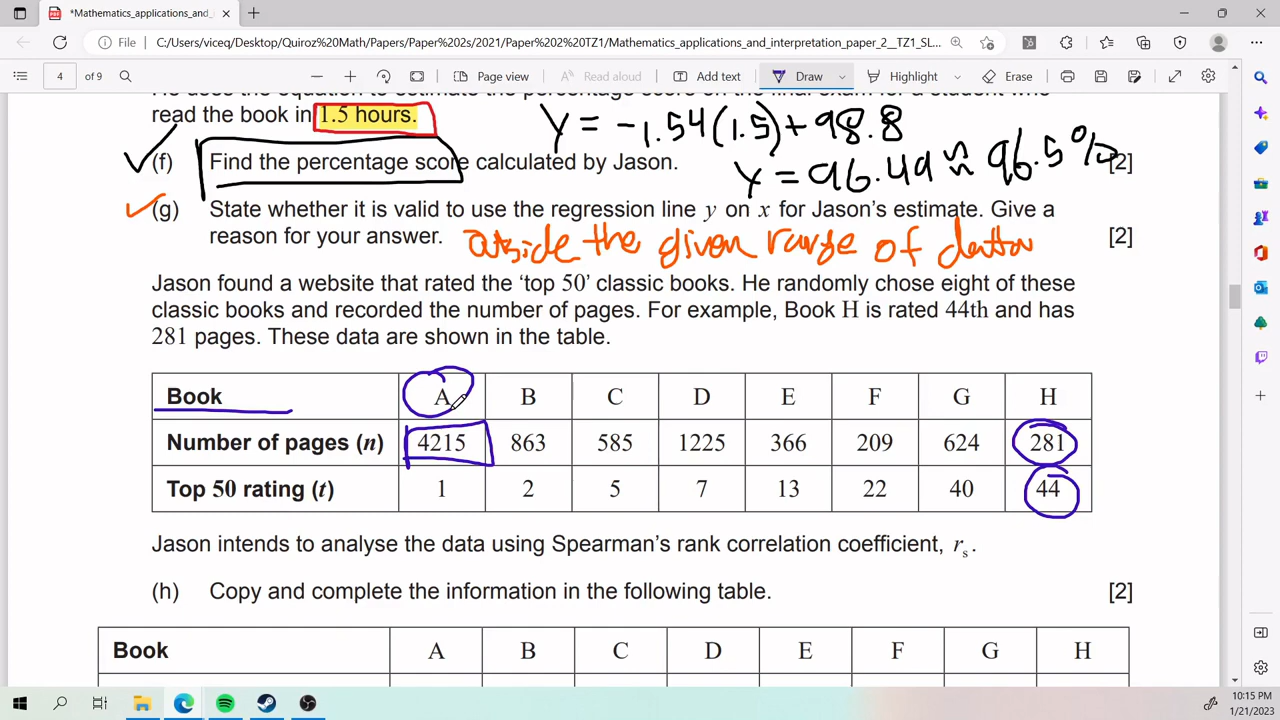 *Mathematics_applications_and_i
File
C:/Users/viceq/Desktop/Quiroz%20Math/Papers/Paper%202s/2021/Paper%202%20TZ1/Mathematics_applications_and_interpretation_paper_2__TZ1_SL...
4 of 9
Page view
Read aloud
Add text
Draw
Highlight
Erase
read the book in 1.5 hours.
y = -1.54(1.5)+98.8
(f) Find the percentage score calculated by Jason. [2]
y = 96.49 ≈ 96.5%
(g) State whether it is valid to use the regression line y on x for Jason's estimate. Give a
reason for your answer. [2]
outside the given range of data
Jason found a website that rated the 'top 50' classic books. He randomly chose eight of these
classic books and recorded the number of pages. For example, Book H is rated 44th and has
281 pages. These data are shown in the table.
Book A B C D E F G H
Number of pages (n) 4215 863 585 1225 366 209 624 281
Top 50 rating (t) 1 2 5 7 13 22 40 44
Jason intends to analyse the data using Spearman's rank correlation coefficient, rs.
(h) Copy and complete the information in the following table. [2]
Book A B C D E F G H
10:15 PM
1/21/2023